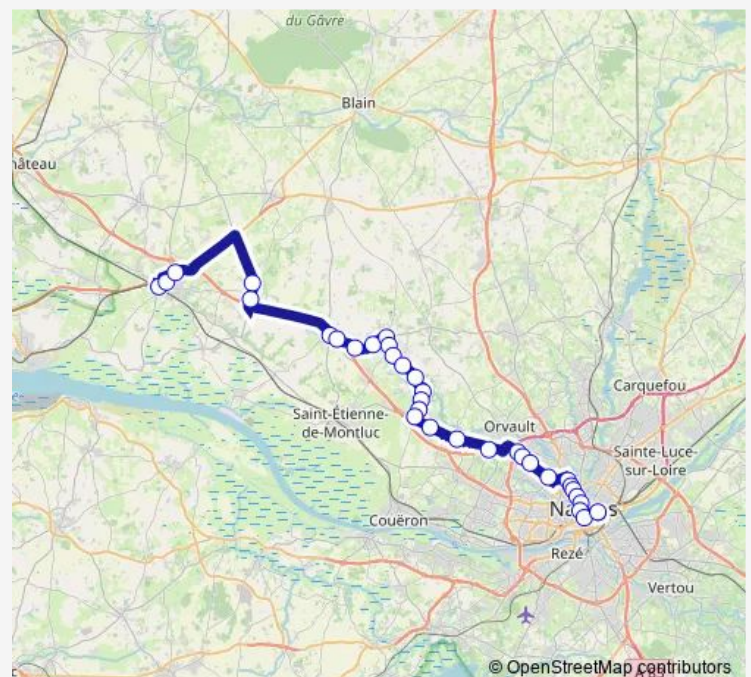 du Gâvre
Blain
hâteau
Carquefou
Saint-Étienne-
de-Montluc
Orvault
Sainte-Luce-
sur-Loire
Couëron
Rezé
Vertou
© OpenStreetMap contributors